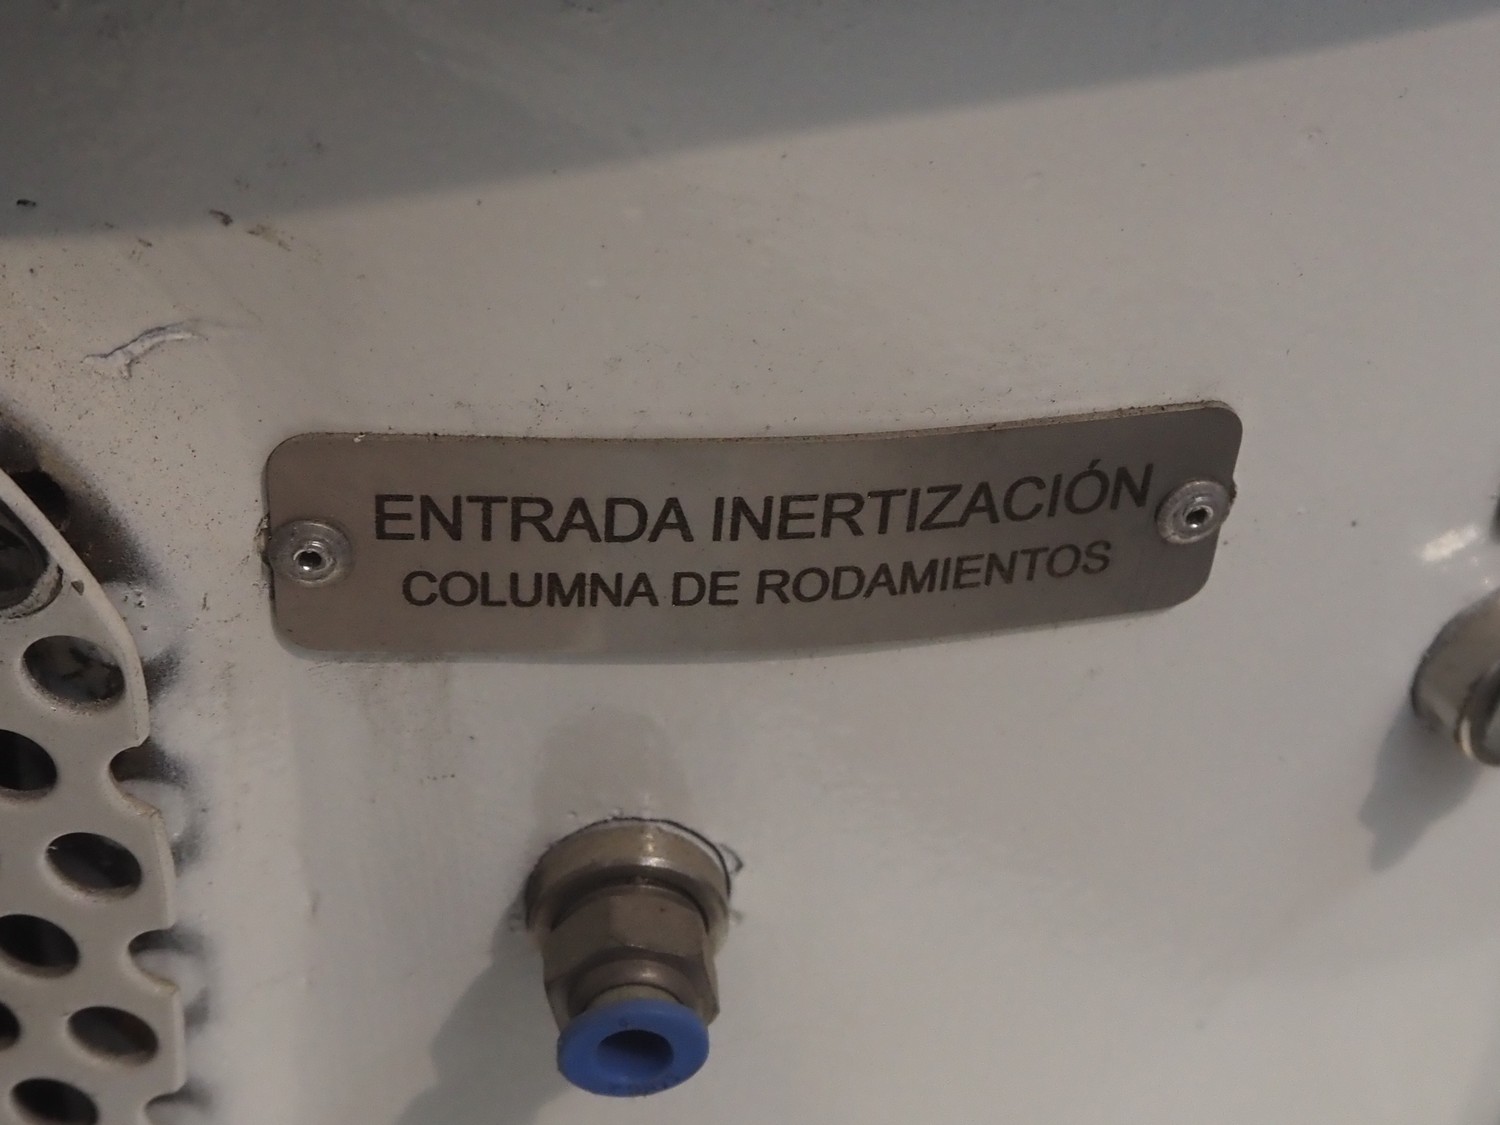 ENTRADA INERTIZACIÓN
COLUMNA DE RODAMIENTOS